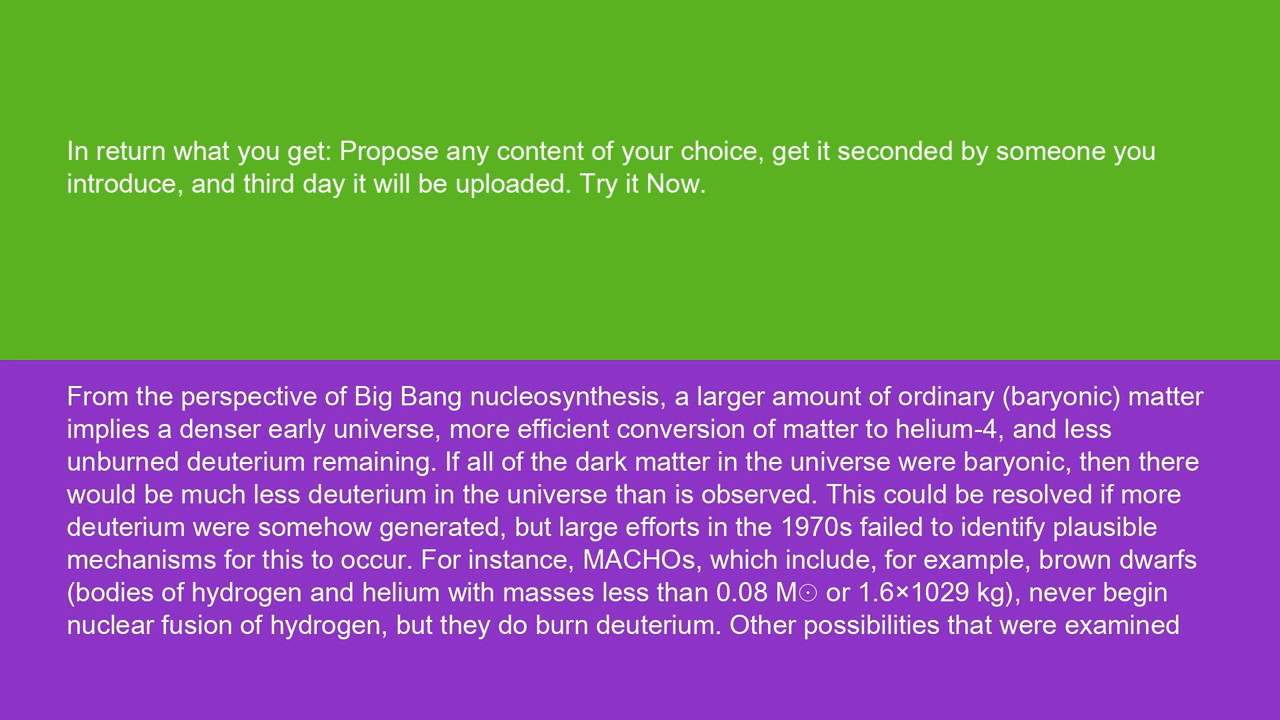 In return what you get: Propose any content of your choice, get it seconded by someone you
introduce, and third day it will be uploaded. Try it Now.
From the perspective of Big Bang nucleosynthesis, a larger amount of ordinary (baryonic) matter
implies a denser early universe, more efficient conversion of matter to helium-4, and less
unburned deuterium remaining. If all of the dark matter in the universe were baryonic, then there
would be much less deuterium in the universe than is observed. This could be resolved if more
deuterium were somehow generated, but large efforts in the 1970s failed to identify plausible
mechanisms for this to occur. For instance, MACHOs, which include, for example, brown dwarfs
(bodies of hydrogen and helium with masses less than 0.08 M☉ or 1.6×1029 kg), never begin
nuclear fusion of hydrogen, but they do burn deuterium. Other possibilities that were examined